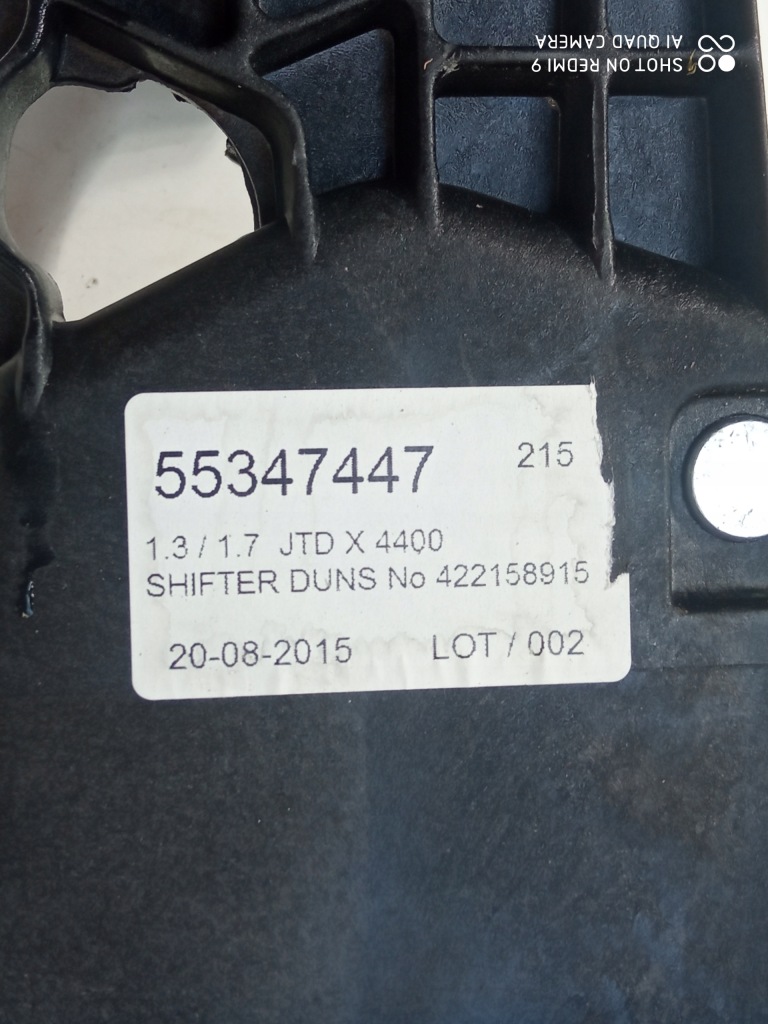 55347447 215
1.3 / 1.7 JTD X 4400
SHIFTER DUNS No 422158915
20-08-2015 LOT / 002
SHOT ON REDMI 9
AI QUAD CAMERA